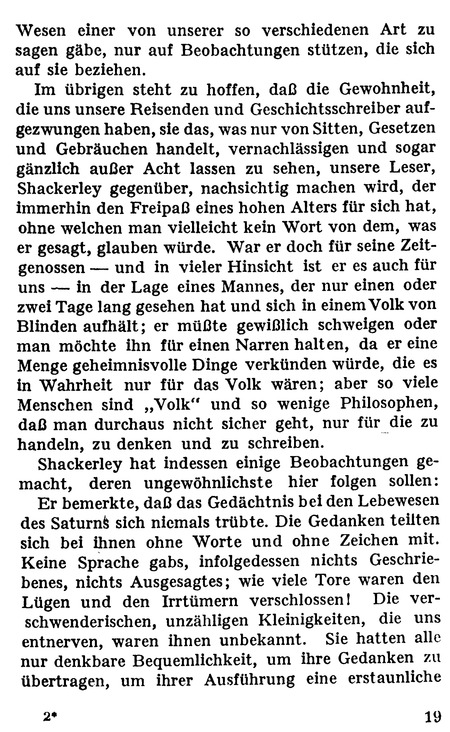 Wesen einer von unserer so verschiedenen Art zu
sagen gäbe, nur auf Beobachtungen stützen, die sich
auf sie beziehen.
Im übrigen steht zu hoffen, daß die Gewohnheit,
die uns unsere Reisenden und Geschichtsschreiber auf-
gezwungen haben, sie das, was nur von Sitten, Gesetzen
und Gebräuchen handelt, vernachlässigen und sogar
gänzlich außer Acht lassen zu sehen, unsere Leser,
Shackerley gegenüber, nachsichtig machen wird, der
immerhin den Freipaß eines hohen Alters für sich hat,
ohne welchen man vielleicht kein Wort von dem, was
er gesagt, glauben würde. War er doch für seine Zeit-
genossen — und in vieler Hinsicht ist er es auch für
uns — in der Lage eines Mannes, der nur einen oder
zwei Tage lang gesehen hat und sich in einem Volk von
Blinden aufhält; er müßte gewißlich schweigen oder
man möchte ihn für einen Narren halten, da er eine
Menge geheimnisvolle Dinge verkünden würde, die es
in Wahrheit nur für das Volk wären; aber so viele
Menschen sind „Volk“ und so wenige Philosophen,
daß man durchaus nicht sicher geht, nur für die zu
handeln, zu denken und zu schreiben.
Shackerley hat indessen einige Beobachtungen ge-
macht, deren ungewöhnlichste hier folgen sollen:
Er bemerkte, daß das Gedächtnis bei den Lebewesen
des Saturns sich niemals trübte. Die Gedanken teilten
sich bei ihnen ohne Worte und ohne Zeichen mit.
Keine Sprache gabs, infolgedessen nichts Geschrie-
benes, nichts Ausgesagtes; wie viele Tore waren den
Lügen und den Irrtümern verschlossen! Die ver-
schwenderischen, unzähligen Kleinigkeiten, die uns
entnerven, waren ihnen unbekannt. Sie hatten alle
nur denkbare Bequemlichkeit, um ihre Gedanken zu
übertragen, um ihrer Ausführung eine erstaunliche
2* 19